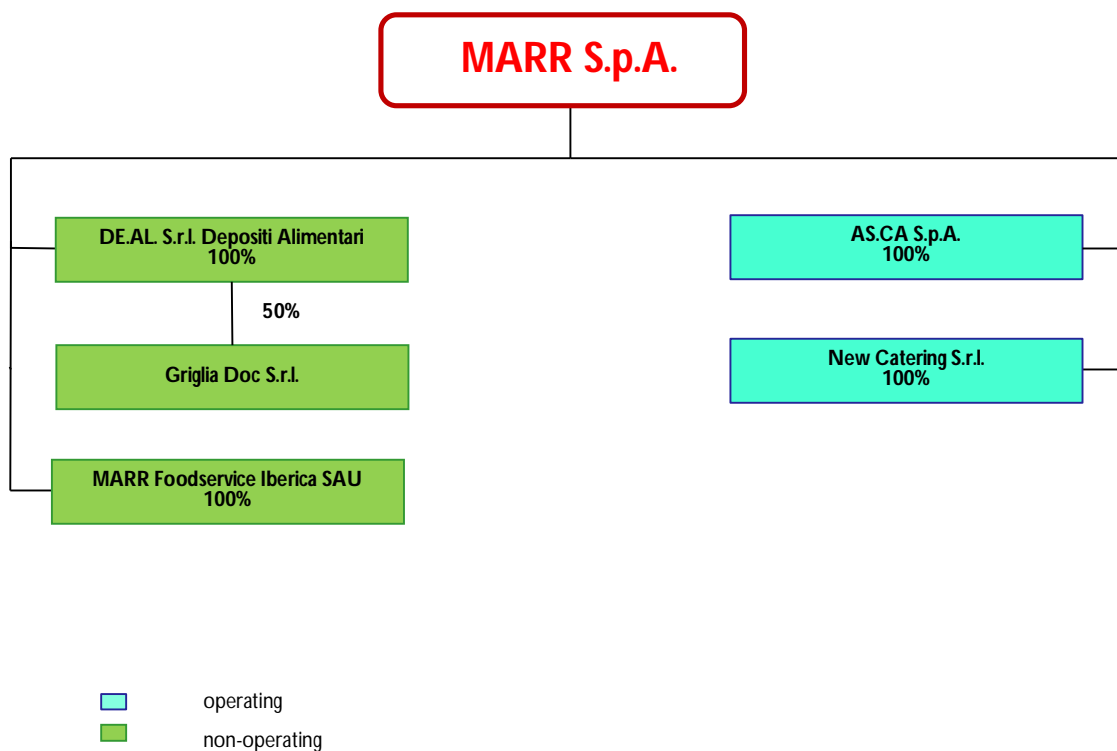 MARR S.p.A.
DE.AL. S.r.l. Depositi Alimentari
100%
50%
Griglia Doc S.r.l.
MARR Foodservice Iberica SAU
100%
AS.CA S.p.A.
100%
New Catering S.r.l.
100%
operating
non-operating